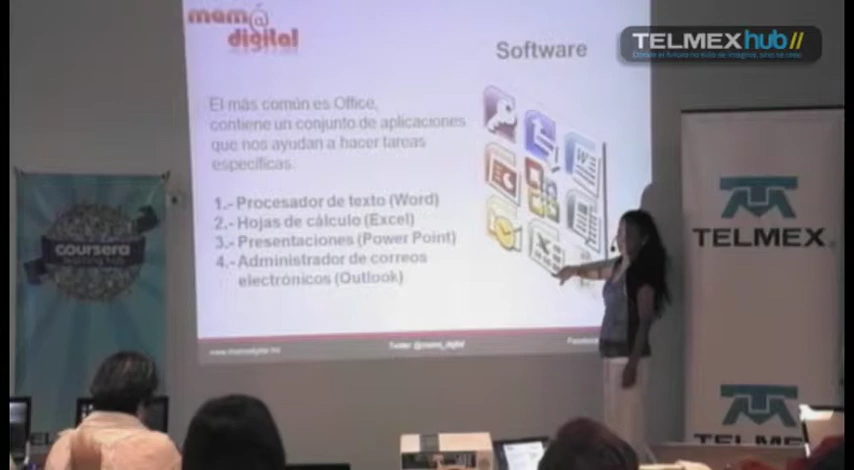 mamá
digital
Software
TELMEXhub//
El más común es Office,
contiene un conjunto de aplicaciones
que nos ayudan a hacer tareas
específicas.
1.- Procesador de texto (Word)
2.- Hojas de cálculo (Excel)
3.- Presentaciones (Power Point)
4.- Administrador de correos
electrónicos (Outlook)
coursera
TELMEX
TELMEX